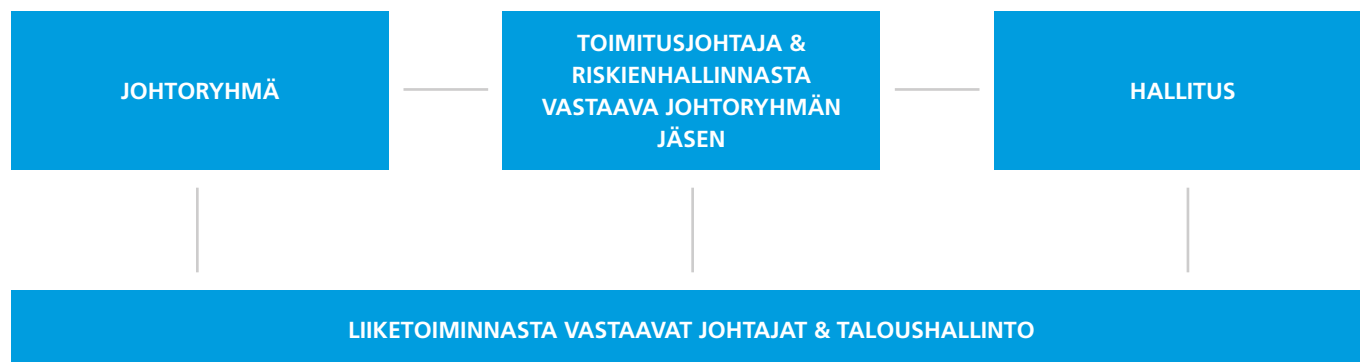 JOHTORYHMÄ
TOIMITUSJOHTAJA &
RISKIENHALLINNASTA
VASTAAVA JOHTORYHMÄN
JÄSEN
HALLITUS
LIIKETOIMINNASTA VASTAAVAT JOHTAJAT & TALOUSHALLINTO